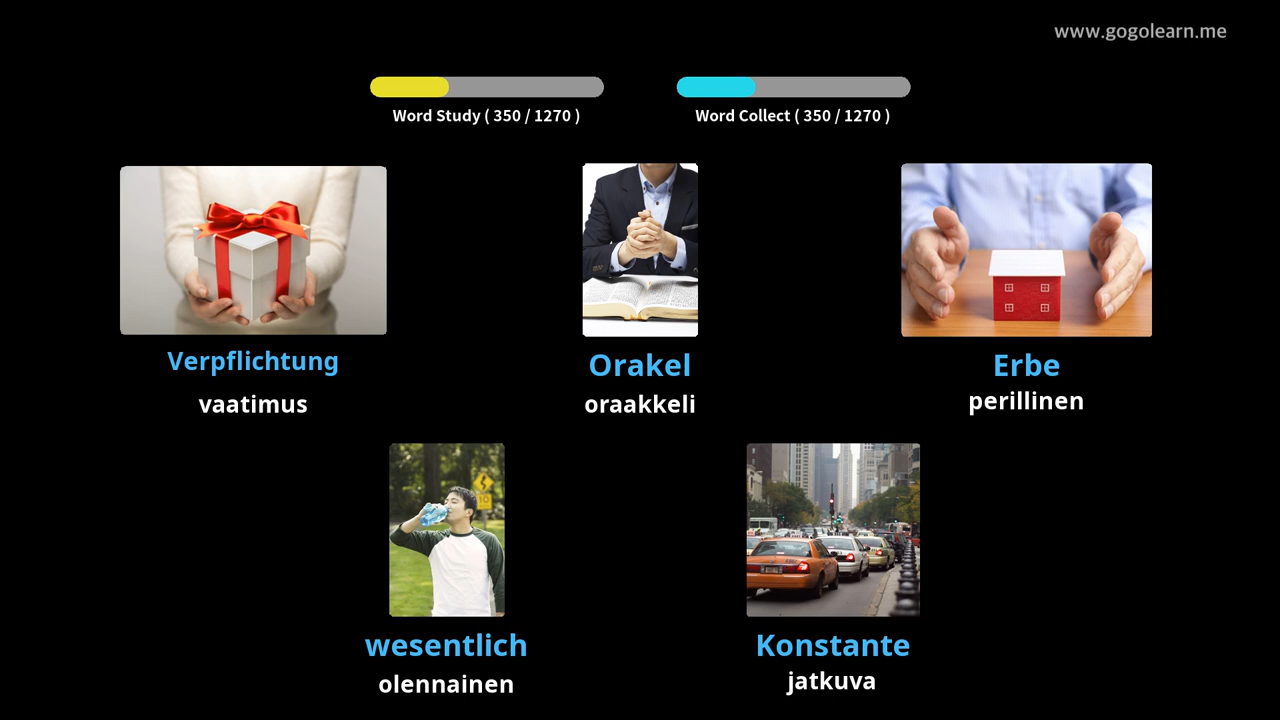 www.gogolearn.me
Word Study ( 350 / 1270 )
Word Collect ( 350 / 1270 )
Verpflichtung
vaatimus
Orakel
oraakkeli
Erbe
perillinen
wesentlich
olennainen
Konstante
jatkuva